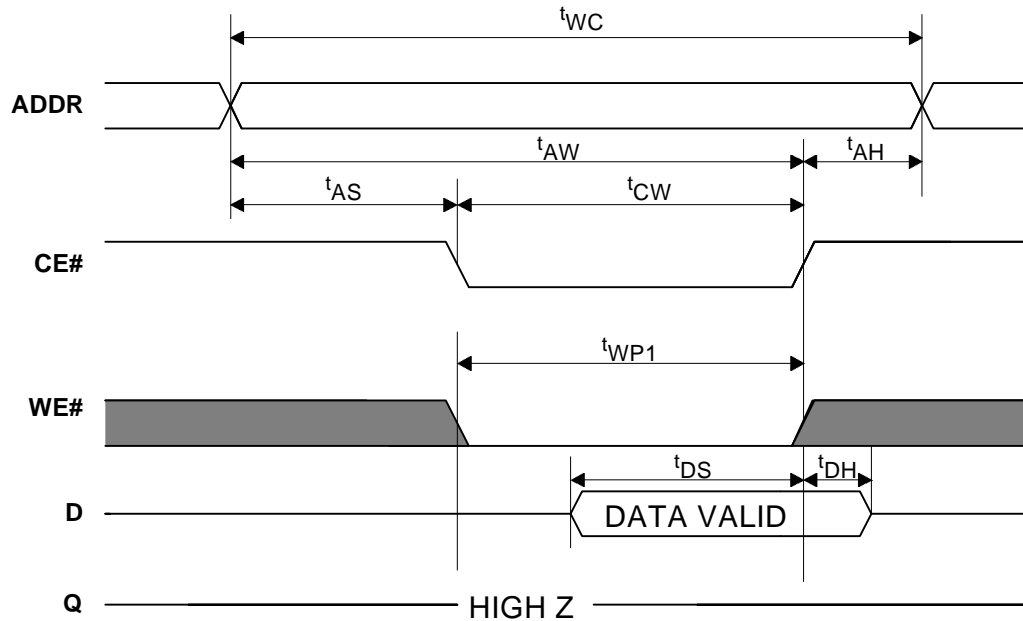 tWC
ADDR
tAW tAH
tAS tCW
CE#
tWP1
WE#
tDS tDH
D DATA VALID
Q HIGH Z